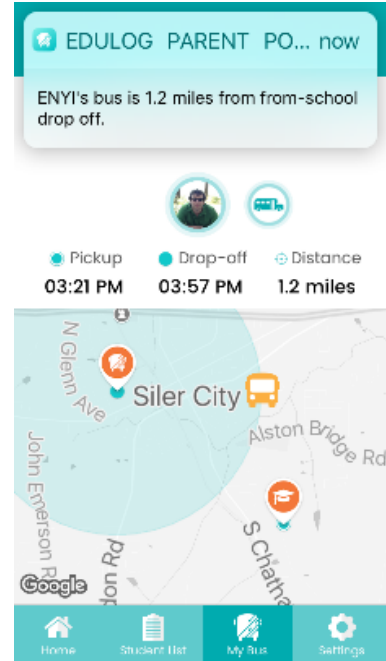 EDULOG PARENT PO... now
ENYI's bus is 1.2 miles from from-school
drop off.
Pickup
Drop-off
Distance
03:21 PM
03:57 PM
1.2 miles
N Glenn Ave
Siler City
Alston Bridge Rd
John Emerson R
don Rd
S Chatha
Google
Home
Student List
My Bus
Settings